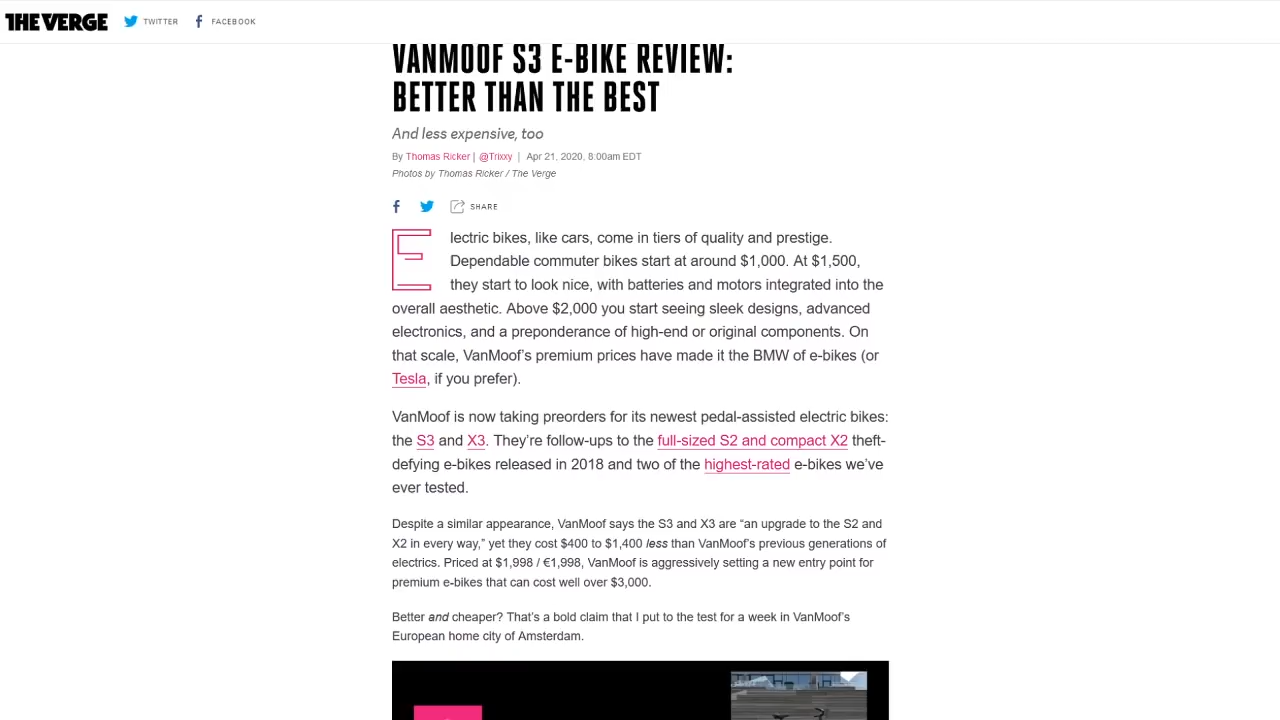 THE VERGE
TWITTER
FACEBOOK
VANMOOF S3 E-BIKE REVIEW:
BETTER THAN THE BEST
And less expensive, too
By Thomas Ricker | @Trixxy | Apr 21, 2020, 8:00am EDT
Photos by Thomas Ricker / The Verge
SHARE
Electric bikes, like cars, come in tiers of quality and prestige.
Dependable commuter bikes start at around $1,000. At $1,500,
they start to look nice, with batteries and motors integrated into the
overall aesthetic. Above $2,000 you start seeing sleek designs, advanced
electronics, and a preponderance of high-end or original components. On
that scale, VanMoof’s premium prices have made it the BMW of e-bikes (or
Tesla, if you prefer).
VanMoof is now taking preorders for its newest pedal-assisted electric bikes:
the S3 and X3. They’re follow-ups to the full-sized S2 and compact X2 theft-
defying e-bikes released in 2018 and two of the highest-rated e-bikes we’ve
ever tested.
Despite a similar appearance, VanMoof says the S3 and X3 are “an upgrade to the S2 and
X2 in every way,” yet they cost $400 to $1,400 less than VanMoof’s previous generations of
electrics. Priced at $1,998 / €1,998, VanMoof is aggressively setting a new entry point for
premium e-bikes that can cost well over $3,000.
Better and cheaper? That’s a bold claim that I put to the test for a week in VanMoof’s
European home city of Amsterdam.